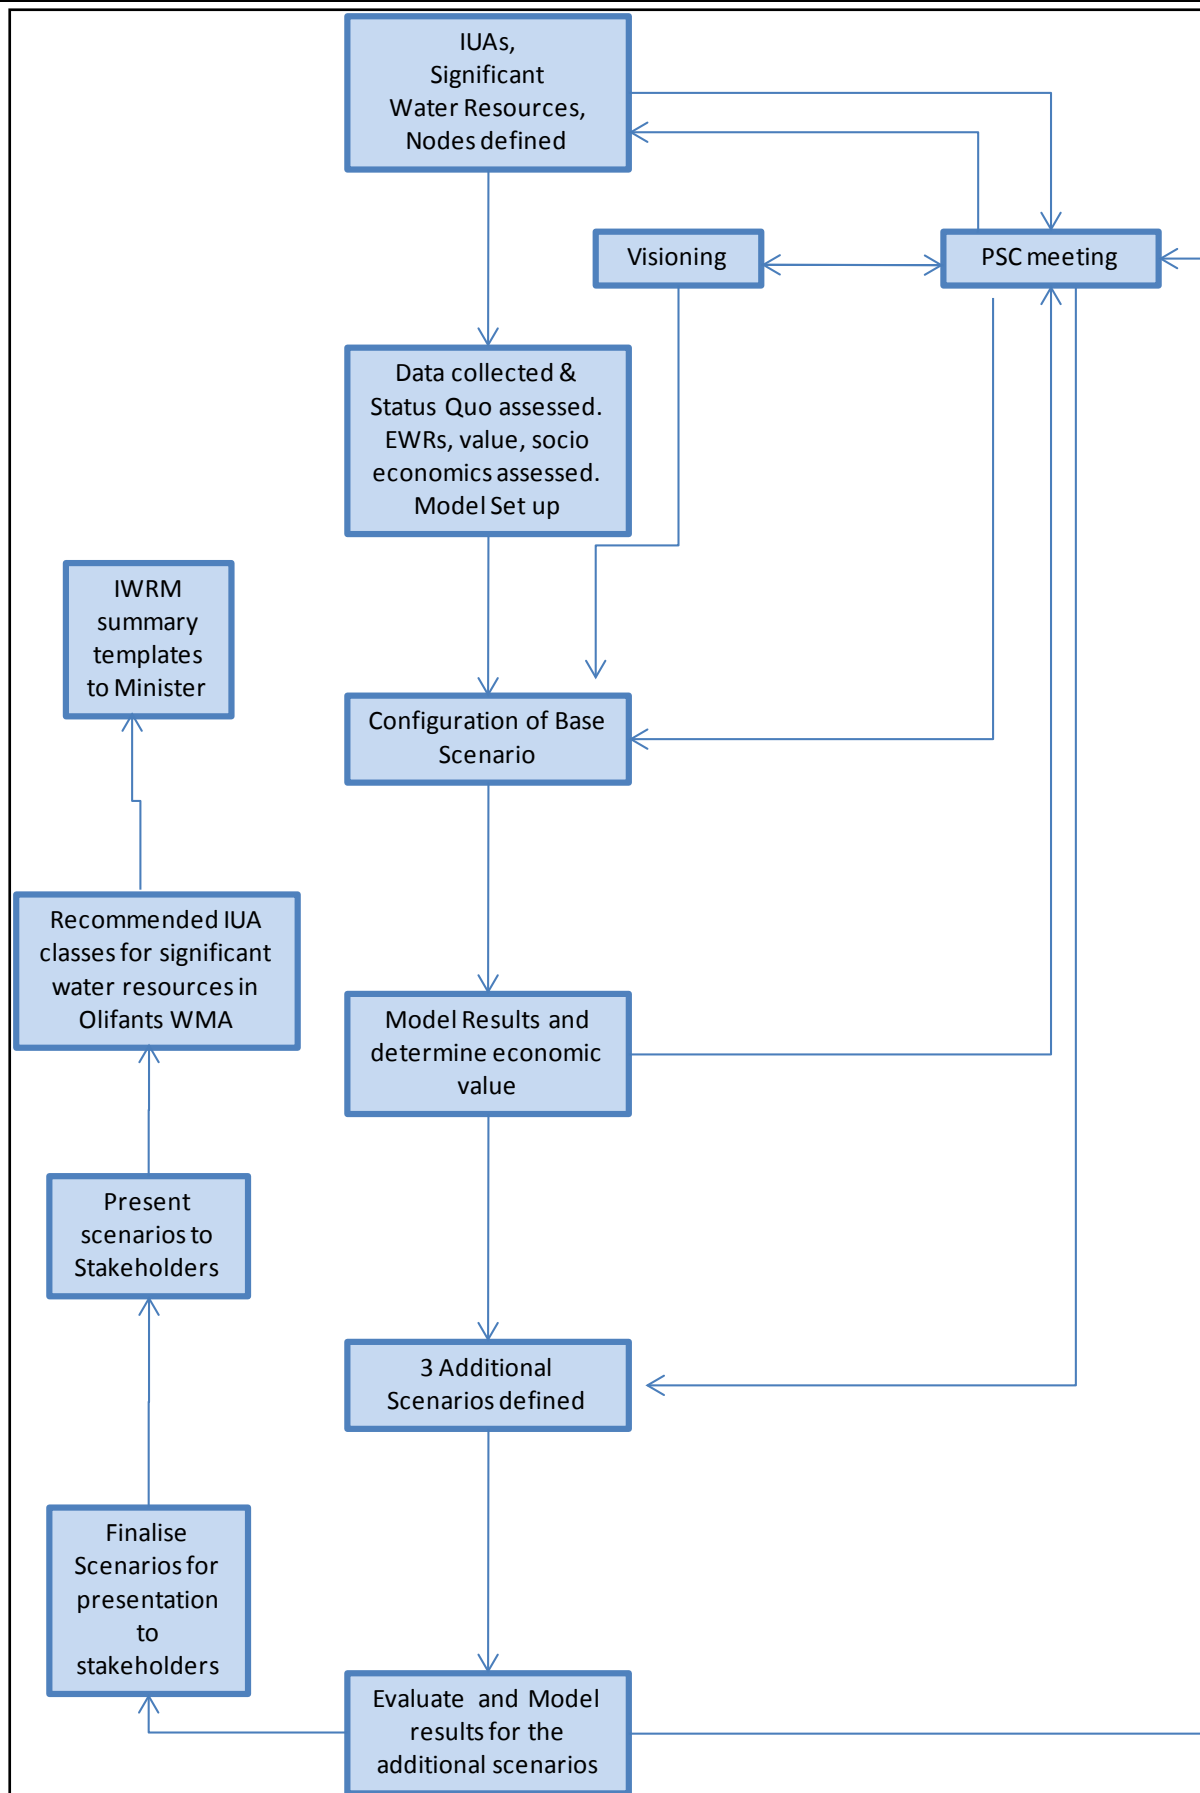 IUAs,
Significant
Water Resources,
Nodes defined
Visioning
PSC meeting
Data collected &
Status Quo assessed.
EWRs, value, socio
economics assessed.
Model Set up
IWRM
summary
templates
to Minister
Configuration of Base
Scenario
Recommended IUA
classes for significant
water resources in
Olifants WMA
Model Results and
determine economic
value
Present
scenarios to
Stakeholders
3 Additional
Scenarios defined
Finalise
Scenarios for
presentation
to
stakeholders
Evaluate and Model
results for the
additional scenarios